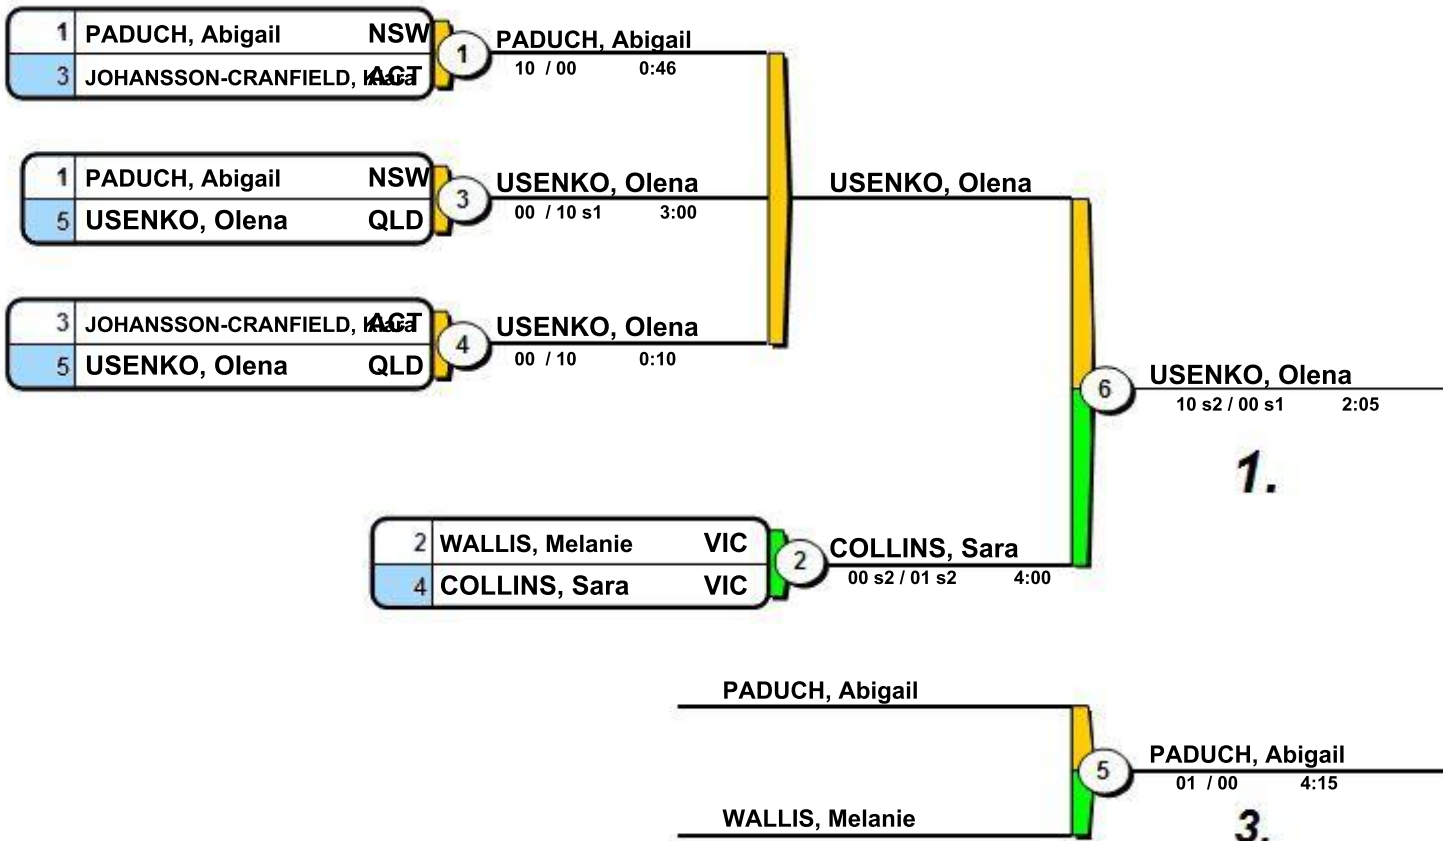 1 PADUCH, Abigail NSW
3 JOHANSSON-CRANFIELD, Kiara ACT
1 PADUCH, Abigail
10 / 00 0:46
1 PADUCH, Abigail NSW
5 USENKO, Olena QLD
3 USENKO, Olena
00 / 10 s1 3:00
USENKO, Olena
3 JOHANSSON-CRANFIELD, Kiara ACT
5 USENKO, Olena QLD
4 USENKO, Olena
00 / 10 0:10
6 USENKO, Olena
10 s2 / 00 s1 2:05
1.
2 WALLIS, Melanie VIC
4 COLLINS, Sara VIC
2 COLLINS, Sara
00 s2 / 01 s2 4:00
PADUCH, Abigail
WALLIS, Melanie
5 PADUCH, Abigail
01 / 00 4:15
3.